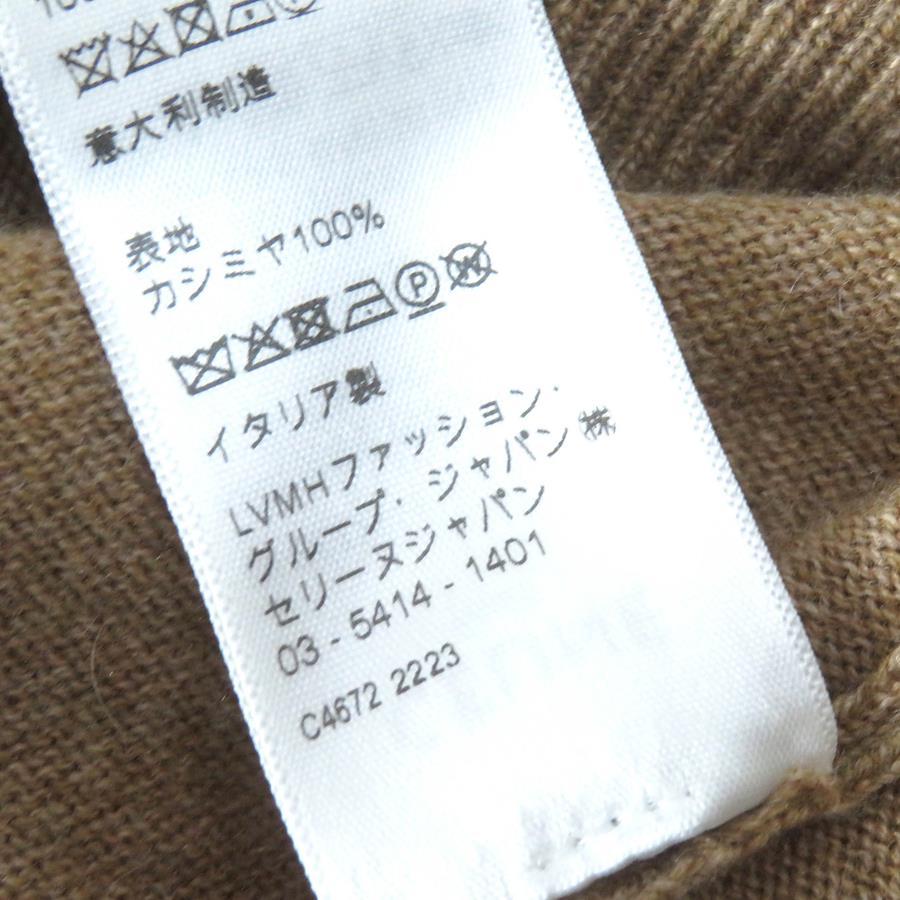 意大利制造
表地
カシミヤ100%
P W
イタリア製
LVMHファッション・
グループ・ジャパン㈱
セリーヌジャパン
03 - 5414 - 1401
C4672 2223